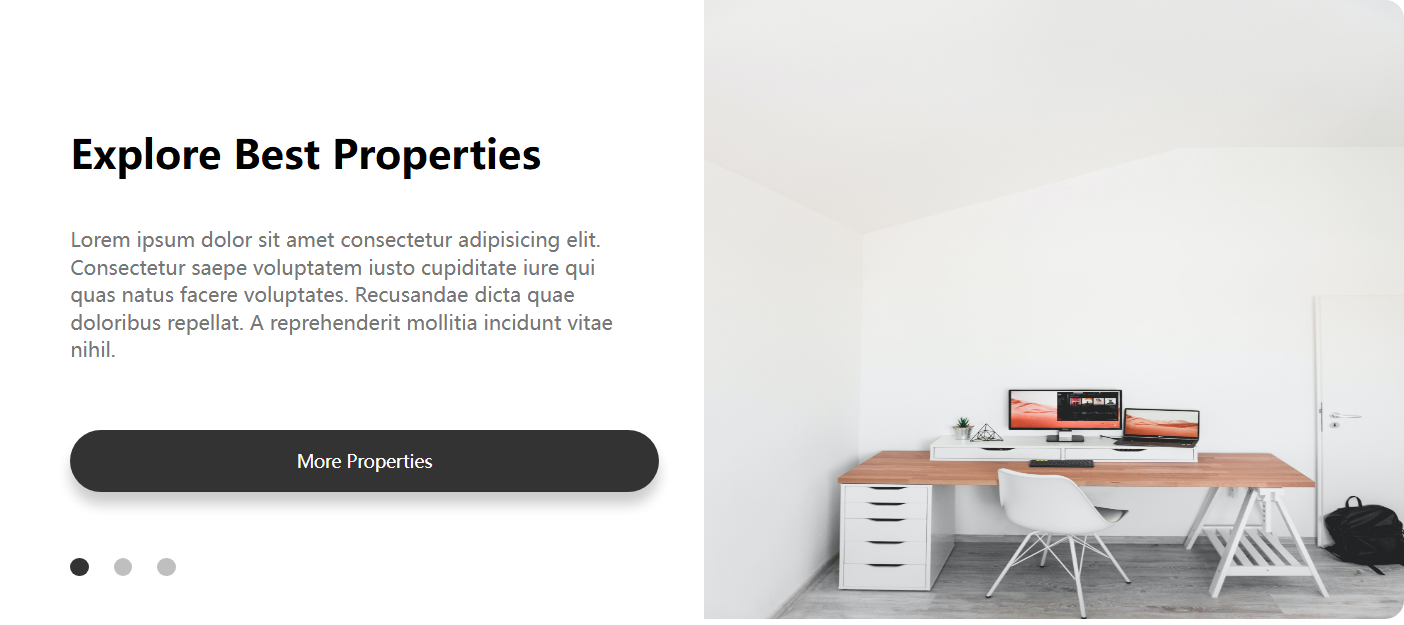 Explore Best Properties
Lorem ipsum dolor sit amet consectetur adipisicing elit.
Consectetur saepe voluptatem iusto cupiditate iure qui
quas natus facere voluptates. Recusandae dicta quae
doloribus repellat. A reprehenderit mollitia incidunt vitae
nihil.
More Properties